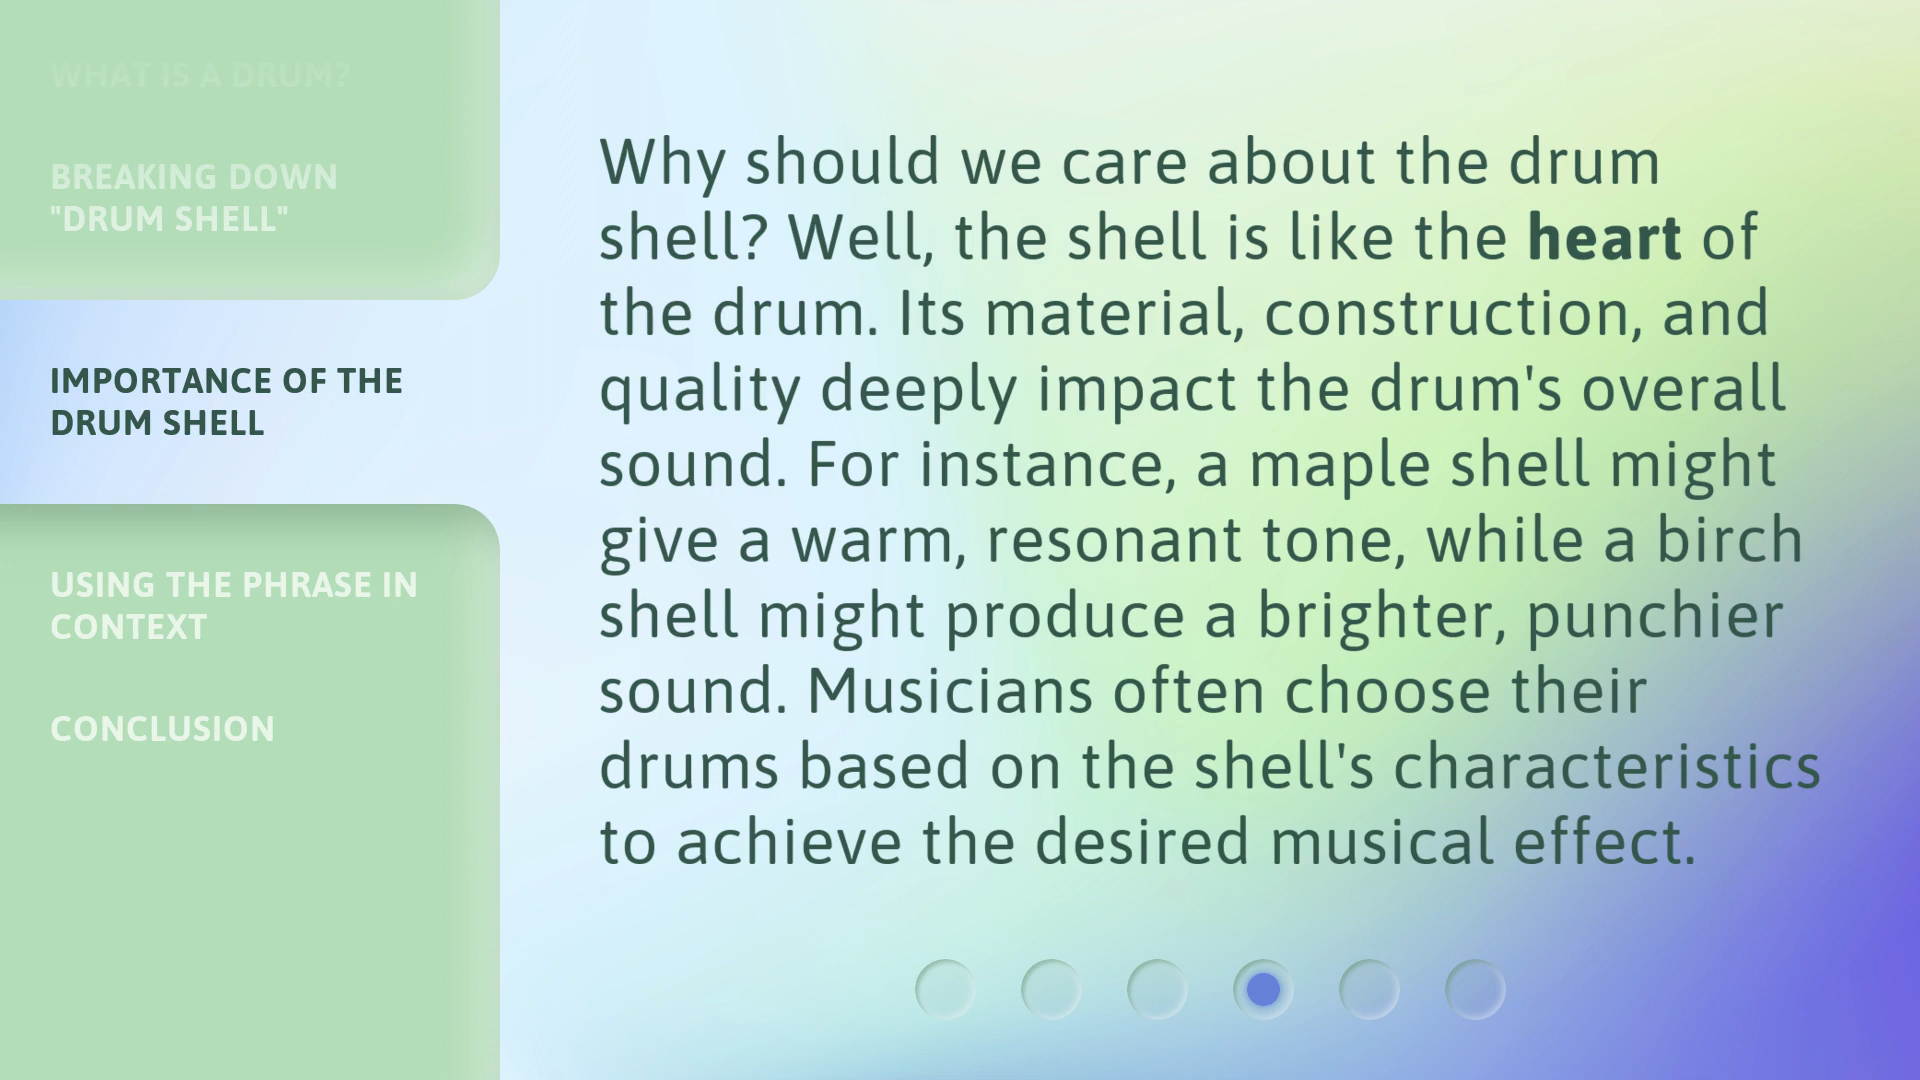 WHAT IS A DRUM?
BREAKING DOWN
"DRUM SHELL"
IMPORTANCE OF THE
DRUM SHELL
USING THE PHRASE IN
CONTEXT
CONCLUSION
Why should we care about the drum
shell? Well, the shell is like the heart of
the drum. Its material, construction, and
quality deeply impact the drum's overall
sound. For instance, a maple shell might
give a warm, resonant tone, while a birch
shell might produce a brighter, punchier
sound. Musicians often choose their
drums based on the shell's characteristics
to achieve the desired musical effect.